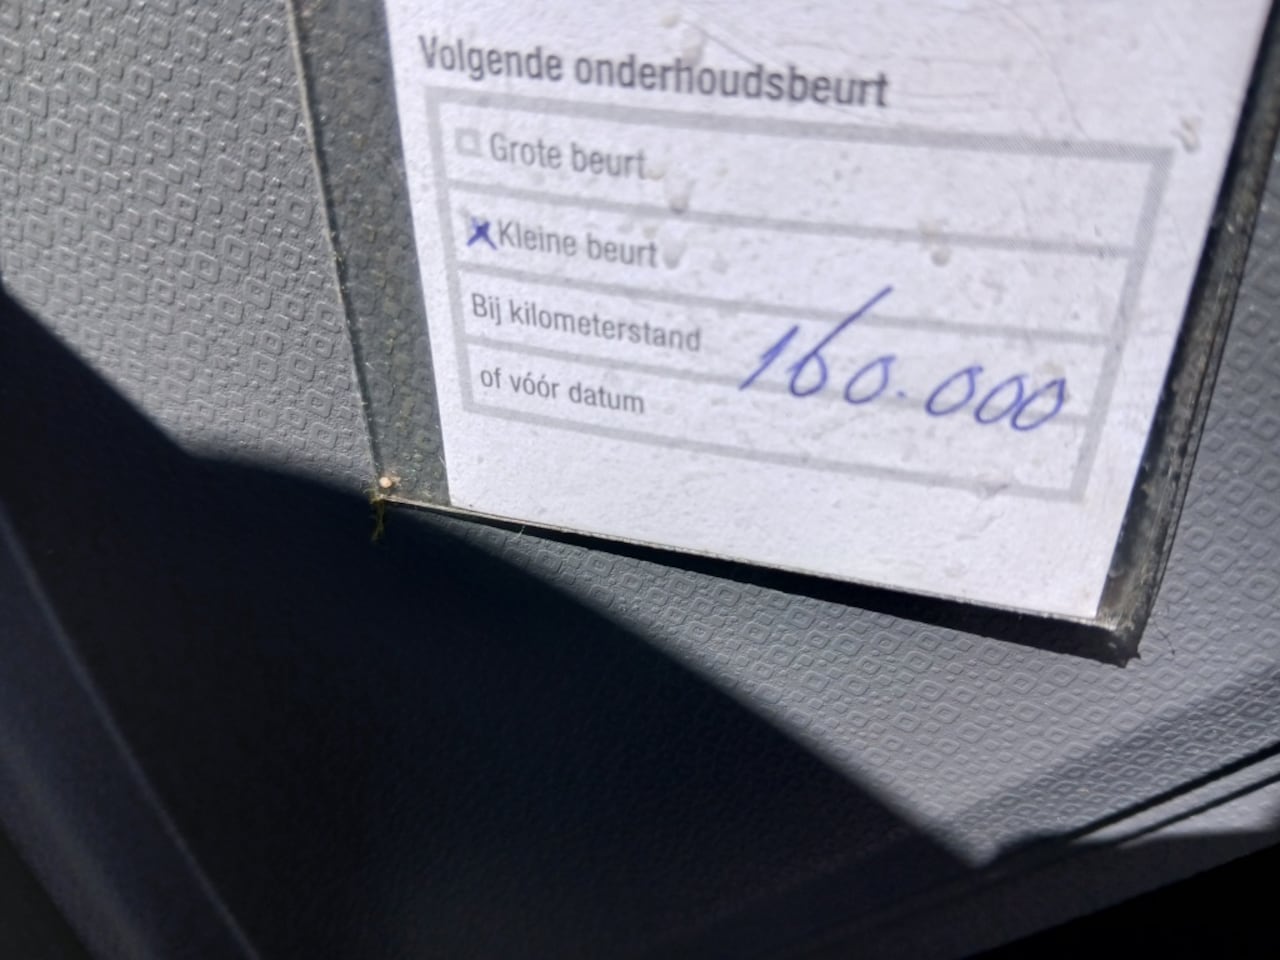 Volgende onderhoudsbeurt
Grote beurt
Kleine beurt
Bij kilometerstand 160.000
of vóór datum